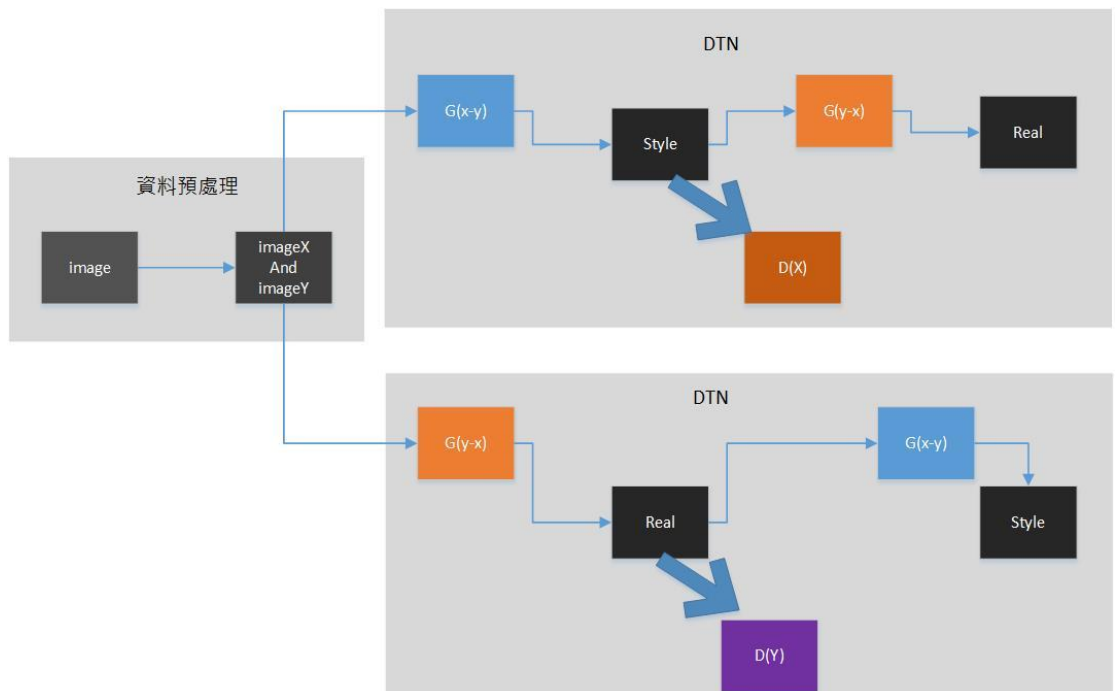 資料預處理
image
imageX
And
imageY
DTN
G(x-y)
Style
G(y-x)
Real
D(X)
DTN
G(y-x)
Real
G(x-y)
Style
D(Y)